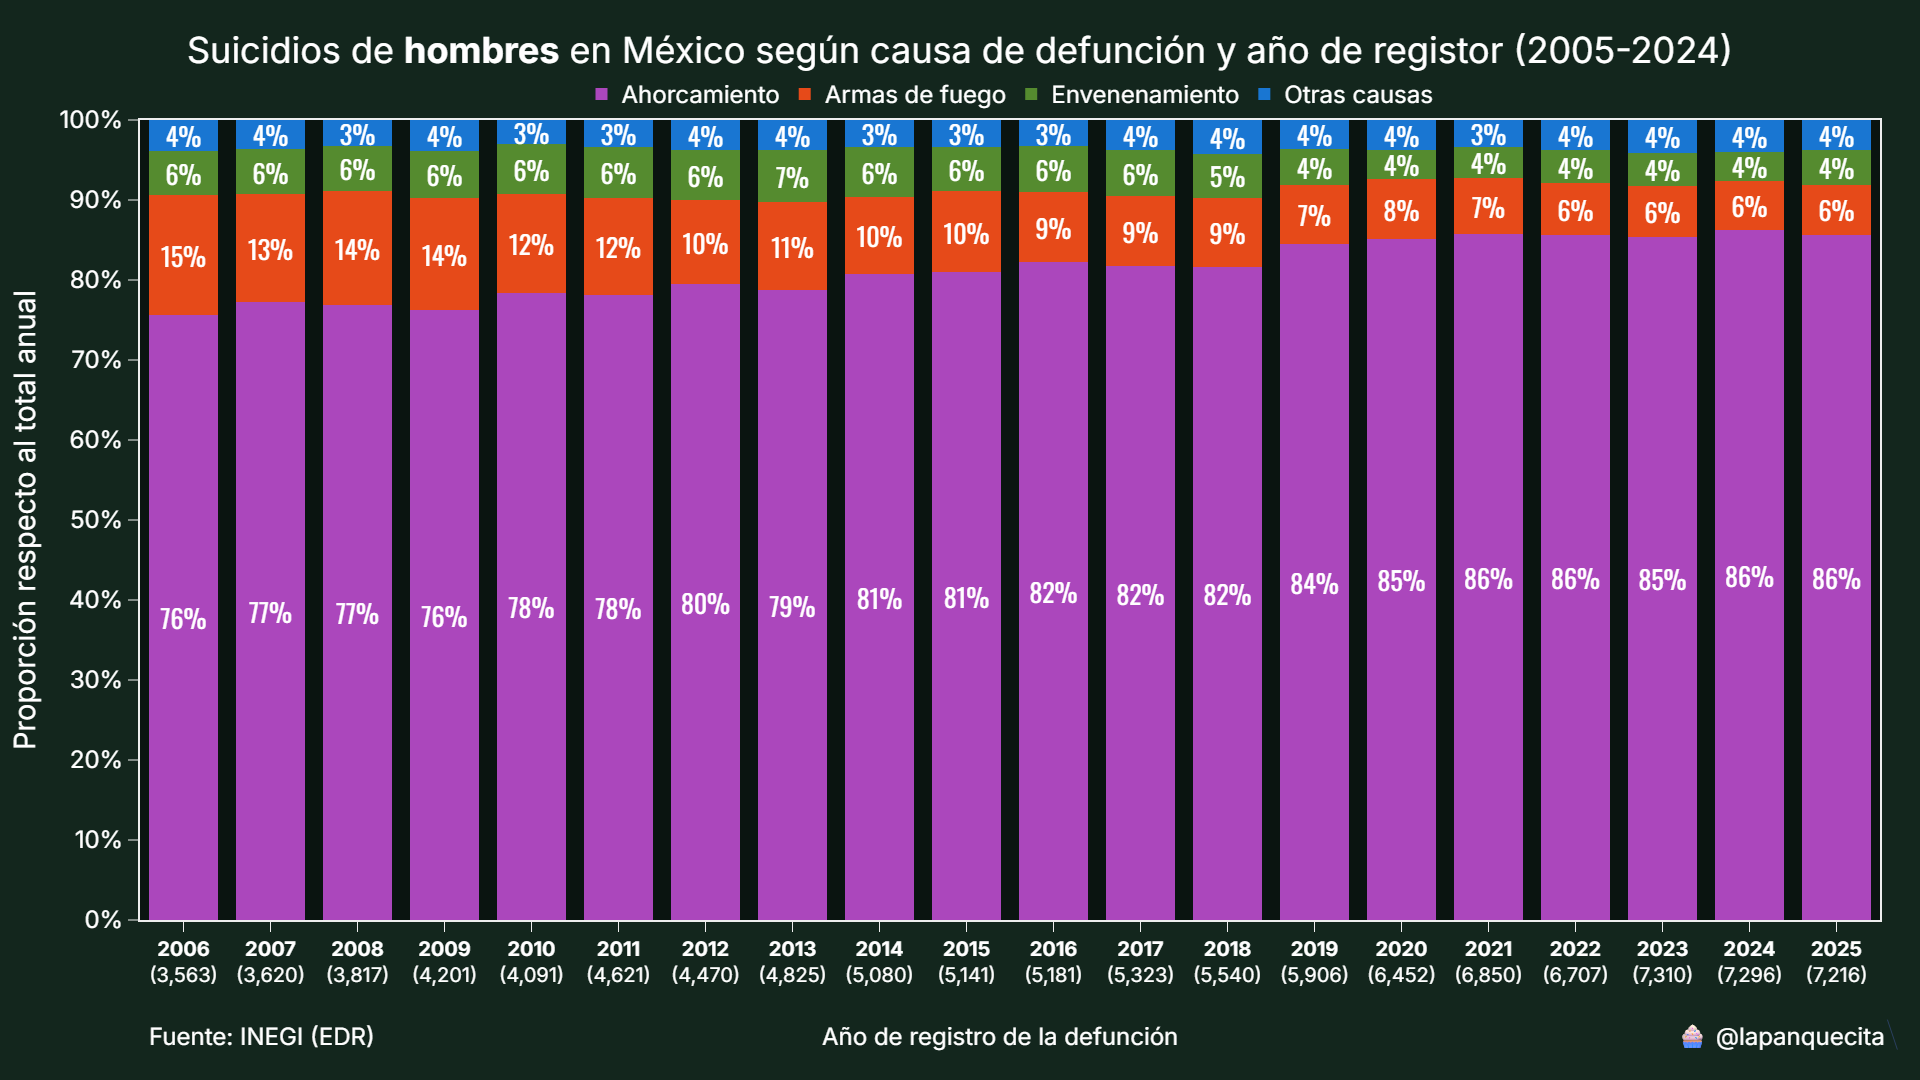 Suicidios de hombres en México según causa de defunción y año de registor (2005-2024)
Ahorcamiento Armas de fuego Envenenamiento Otras causas
Proporción respecto al total anual
100%
90%
80%
70%
60%
50%
40%
30%
20%
10%
0%
4% 4% 3% 4% 3% 3% 4% 4% 3% 3% 3% 4% 4% 4% 4% 3% 4% 4% 4% 4%
6% 6% 6% 6% 6% 6% 6% 7% 6% 6% 6% 6% 5% 4% 4% 4% 4% 4% 4% 4%
15% 13% 14% 14% 12% 12% 10% 11% 10% 10% 9% 9% 9% 7% 8% 7% 6% 6% 6% 6%
76% 77% 77% 76% 78% 78% 80% 79% 81% 81% 82% 82% 82% 84% 85% 86% 86% 85% 86% 86%
2006 2007 2008 2009 2010 2011 2012 2013 2014 2015 2016 2017 2018 2019 2020 2021 2022 2023 2024 2025
(3,563) (3,620) (3,817) (4,201) (4,091) (4,621) (4,470) (4,825) (5,080) (5,141) (5,181) (5,323) (5,540) (5,906) (6,452) (6,850) (6,707) (7,310) (7,296) (7,216)
Fuente: INEGI (EDR) Año de registro de la defunción @lapanquecita